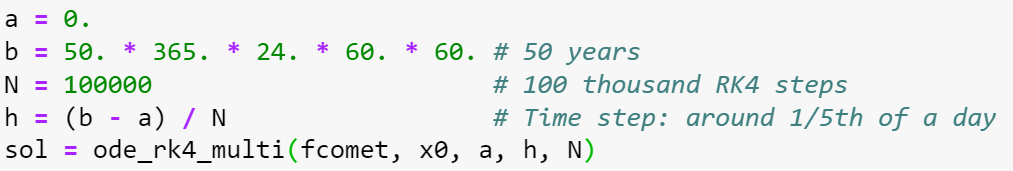 a = 0.
b = 50. * 365. * 24. * 60. * 60. # 50 years
N = 100000 # 100 thousand RK4 steps
h = (b - a) / N # Time step: around 1/5th of a day
sol = ode_rk4_multi(fcomet, x0, a, h, N)